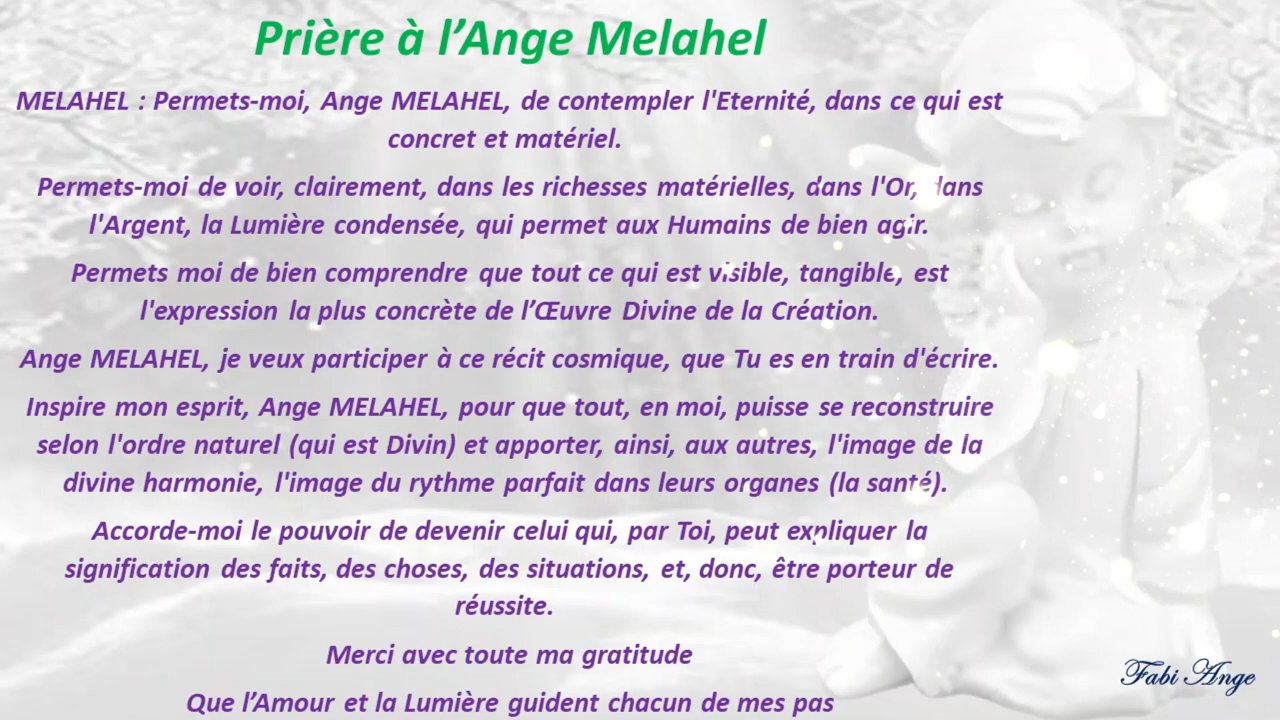 Prière à l’Ange Melahel
MELAHEL : Permets-moi, Ange MELAHEL, de contempler l'Eternité, dans ce qui est
concret et matériel.
Permets-moi de voir, clairement, dans les richesses matérielles, dans l'Or, dans
l'Argent, la Lumière condensée, qui permet aux Humains de bien agir.
Permets moi de bien comprendre que tout ce qui est visible, tangible, est
l'expression la plus concrète de l’Œuvre Divine de la Création.
Ange MELAHEL, je veux participer à ce récit cosmique, que Tu es en train d'écrire.
Inspire mon esprit, Ange MELAHEL, pour que tout, en moi, puisse se reconstruire
selon l'ordre naturel (qui est Divin) et apporter, ainsi, aux autres, l'image de la
divine harmonie, l'image du rythme parfait dans leurs organes (la santé).
Accorde-moi le pouvoir de devenir celui qui, par Toi, peut expliquer la
signification des faits, des choses, des situations, et, donc, être porteur de
réussite.
Merci avec toute ma gratitude
Que l’Amour et la Lumière guident chacun de mes pas
Fabi Ange